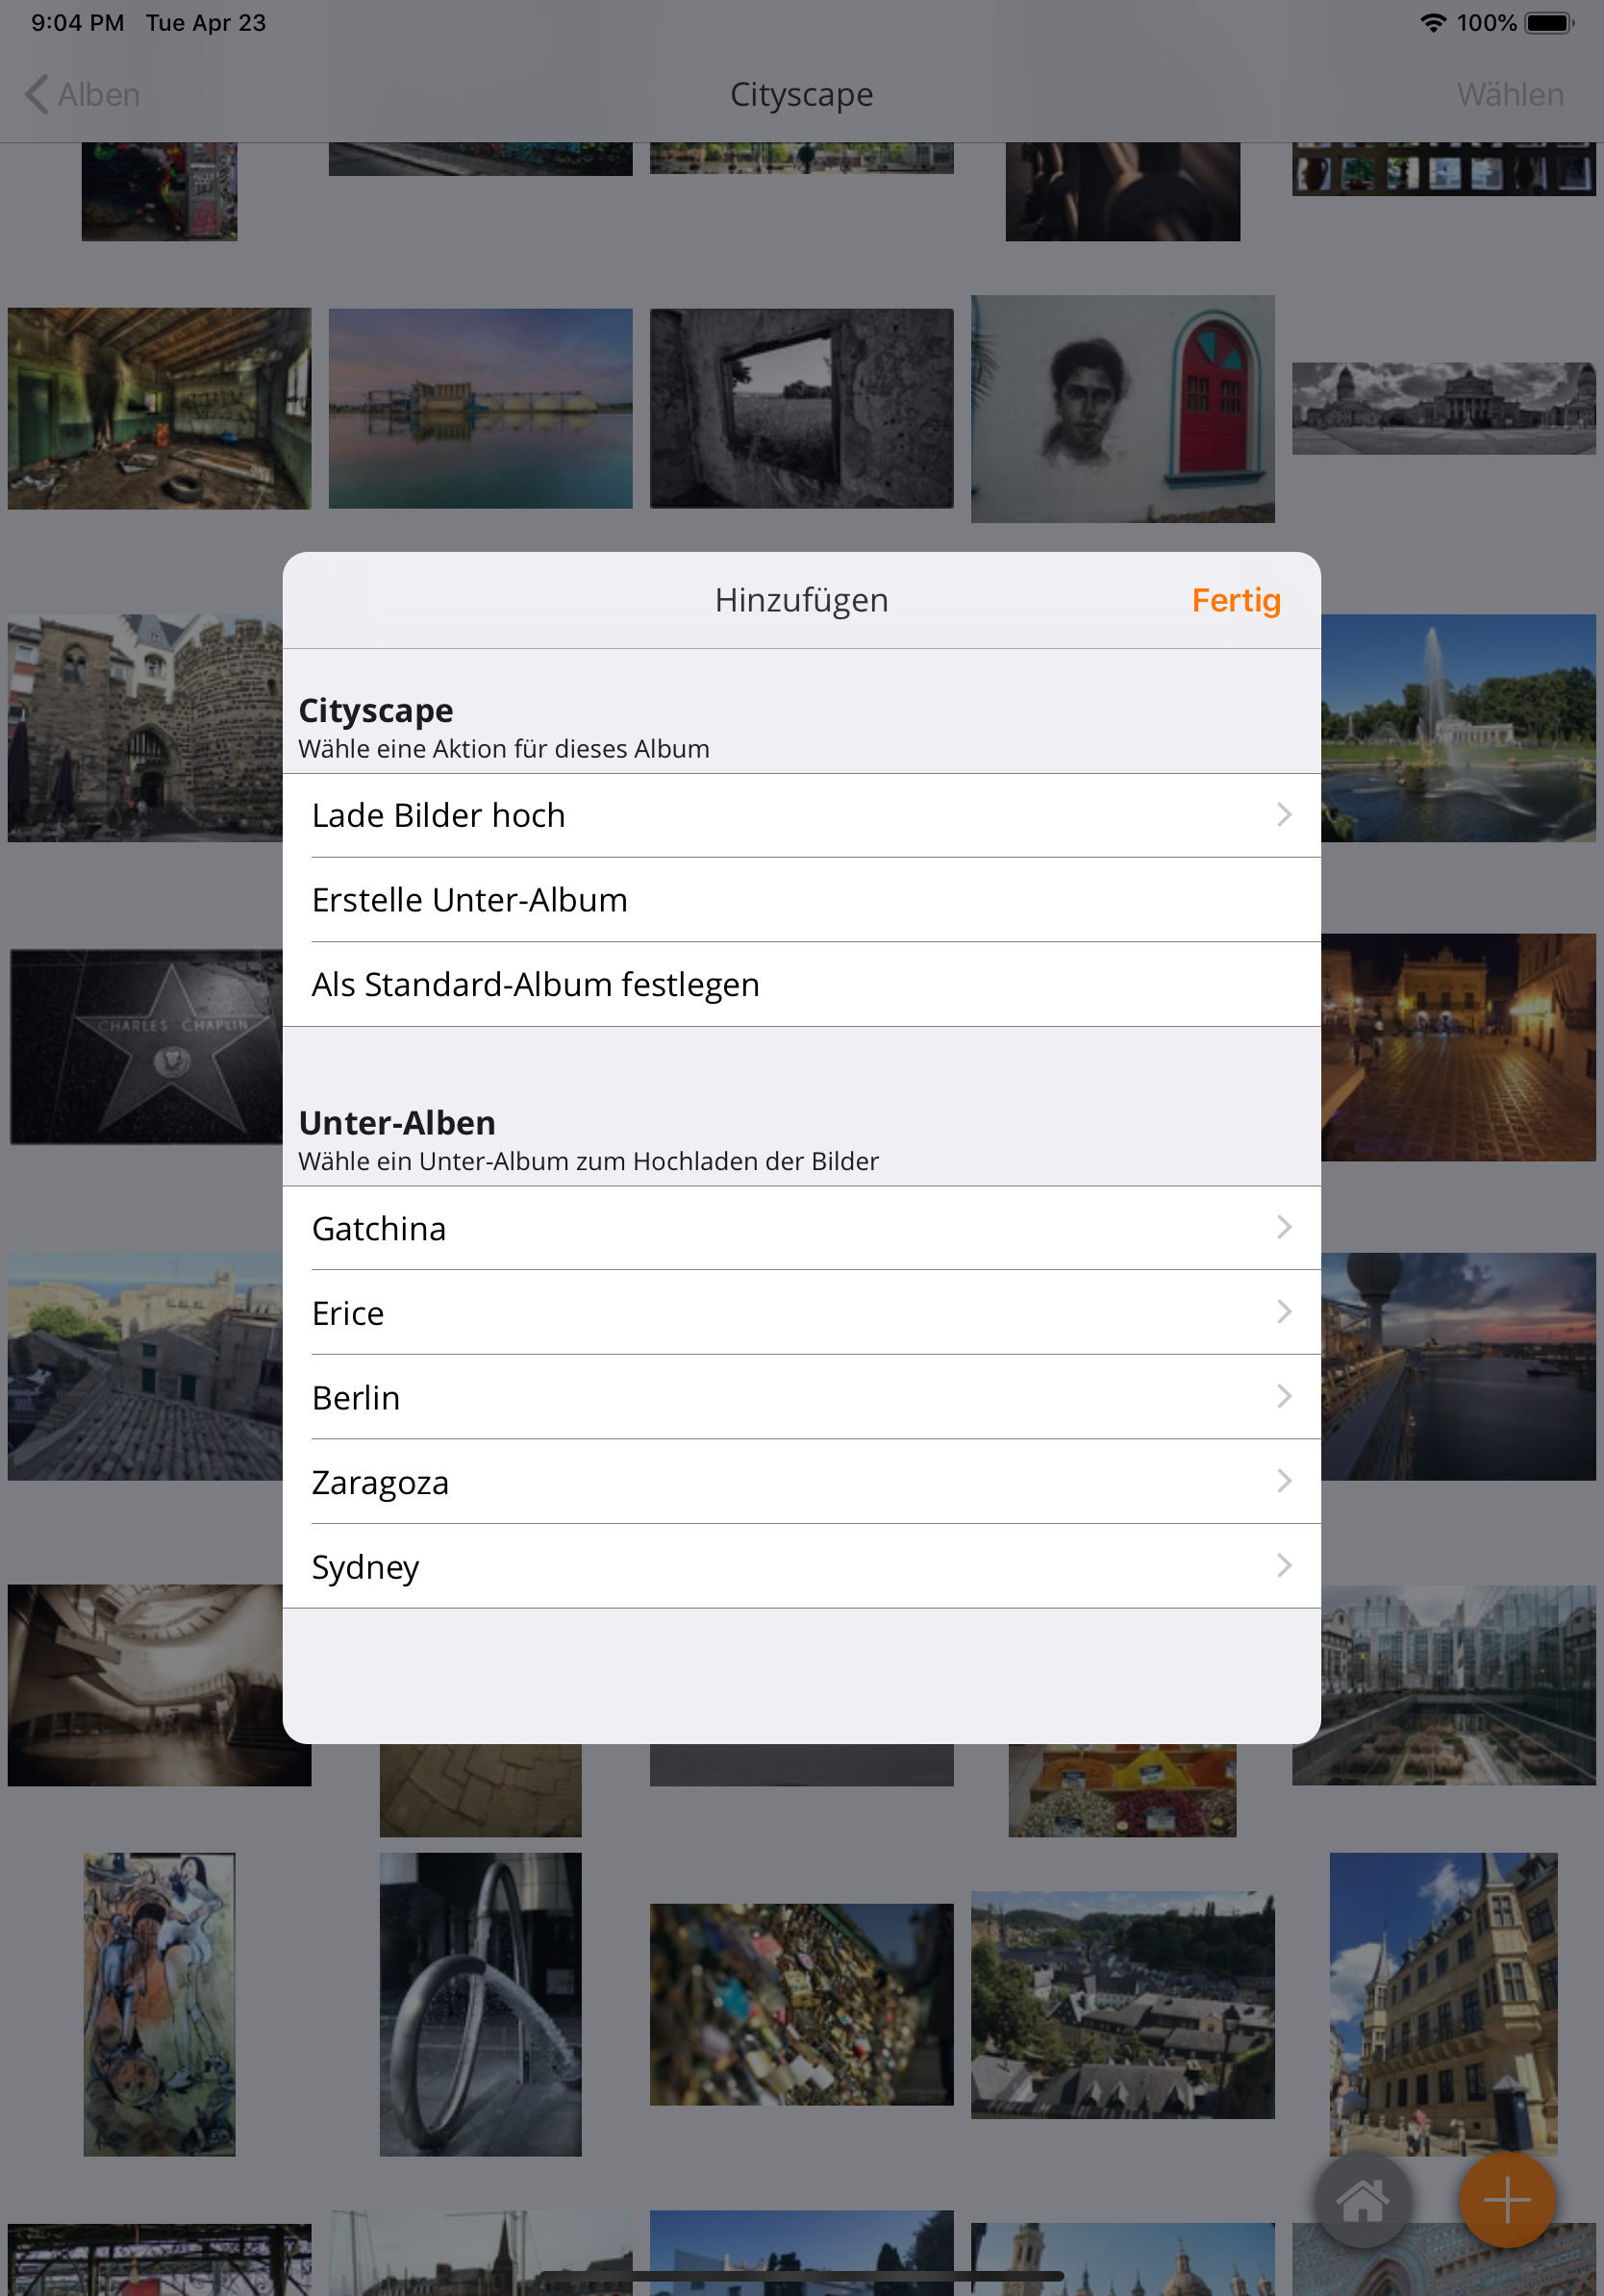 9:04 PM Tue Apr 23 100%
Alben Cityscape Wählen
Hinzufügen Fertig
Cityscape
Wähle eine Aktion für dieses Album
Lade Bilder hoch
Erstelle Unter-Album
Als Standard-Album festlegen
CHARLES CHAPLIN
Unter-Alben
Wähle ein Unter-Album zum Hochladen der Bilder
Gatchina
Erice
Berlin
Zaragoza
Sydney